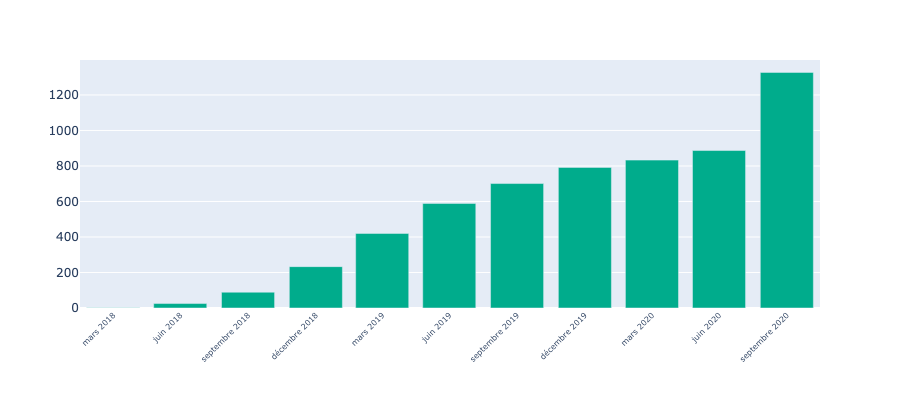 1200
1000
800
600
400
200
0
mars 2018
juin 2018
septembre 2018
décembre 2018
mars 2019
juin 2019
septembre 2019
décembre 2019
mars 2020
juin 2020
septembre 2020